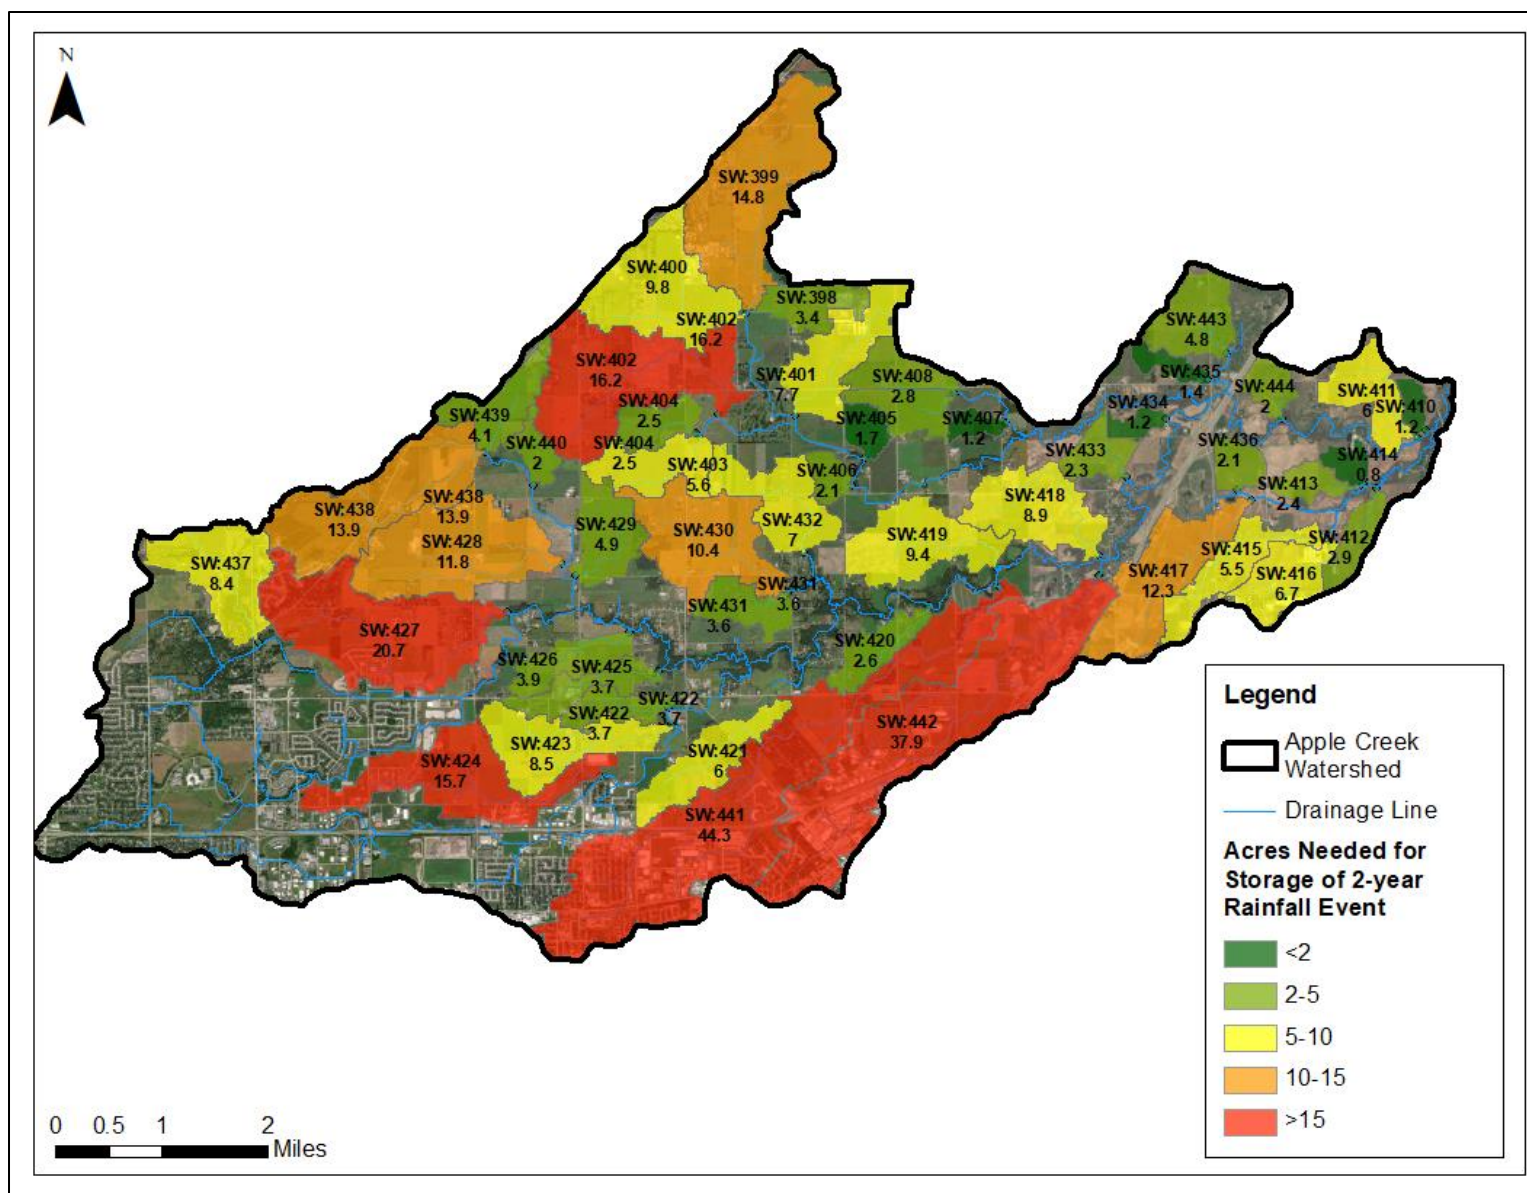 N
SW:399
14.8
SW:400
9.8
SW:402
16.2
SW:398
3.4
SW:443
4.8
SW:402
16.2
SW:401
7.7
SW:408
2.8
SW:435
1.4
SW:444
2
SW:411
6
SW:410
1.2
SW:439
4.1
SW:404
2.5
SW:405
1.7
SW:407
1.2
SW:434
1.2
SW:440
2
SW:404
2.5
SW:403
5.6
SW:406
2.1
SW:433
2.3
SW:436
2.1
SW:414
0.8
SW:413
2.4
SW:438
13.9
SW:438
13.9
SW:418
8.9
SW:429
4.9
SW:430
10.4
SW:432
7
SW:419
9.4
SW:428
11.8
SW:412
2.9
SW:415
5.5
SW:416
6.7
SW:437
8.4
SW:417
12.3
SW:431
3.6
SW:431
3.6
SW:427
20.7
SW:420
2.6
SW:426
3.9
SW:425
3.7
SW:422
3.7
SW:422
3.7
SW:442
37.9
SW:423
8.5
SW:421
6
SW:424
15.7
SW:441
44.3
Legend
Apple Creek
Watershed
Drainage Line
Acres Needed for
Storage of 2-year
Rainfall Event
<2
2-5
5-10
10-15
>15
0 0.5 1 2
Miles